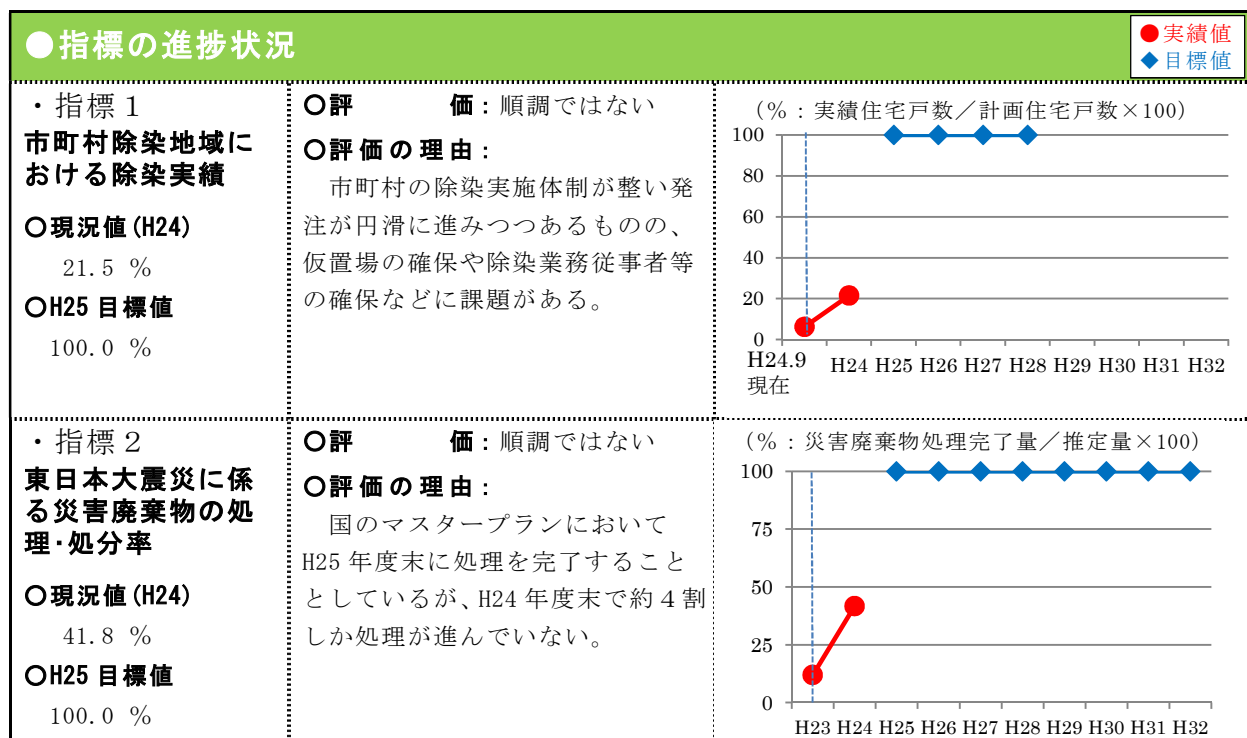 ●指標の進捗状況
●実績値
◆目標値
・指標１
市町村除染地域に
おける除染実績
○現況値(H24)
21.5 %
○H25 目標値
100.0 %
○評　　　価：順調ではない
○評価の理由：
市町村の除染実施体制が整い発
注が円滑に進みつつあるものの、
仮置場の確保や除染業務従事者等
の確保などに課題がある。
（%：実績住宅戸数／計画住宅戸数×100）
100
80
60
40
20
0
H24.9
現在
H24 H25 H26 H27 H28 H29 H30 H31 H32
・指標２
東日本大震災に係
る災害廃棄物の処
理･処分率
○現況値(H24)
41.8 %
○H25 目標値
100.0 %
○評　　　価：順調ではない
○評価の理由：
国のマスタープランにおいて
H25 年度末に処理を完了すること
としているが、H24 年度末で約４割
しか処理が進んでいない。
（%：災害廃棄物処理完了量／推定量×100）
100
75
50
25
0
H23 H24 H25 H26 H27 H28 H29 H30 H31 H32